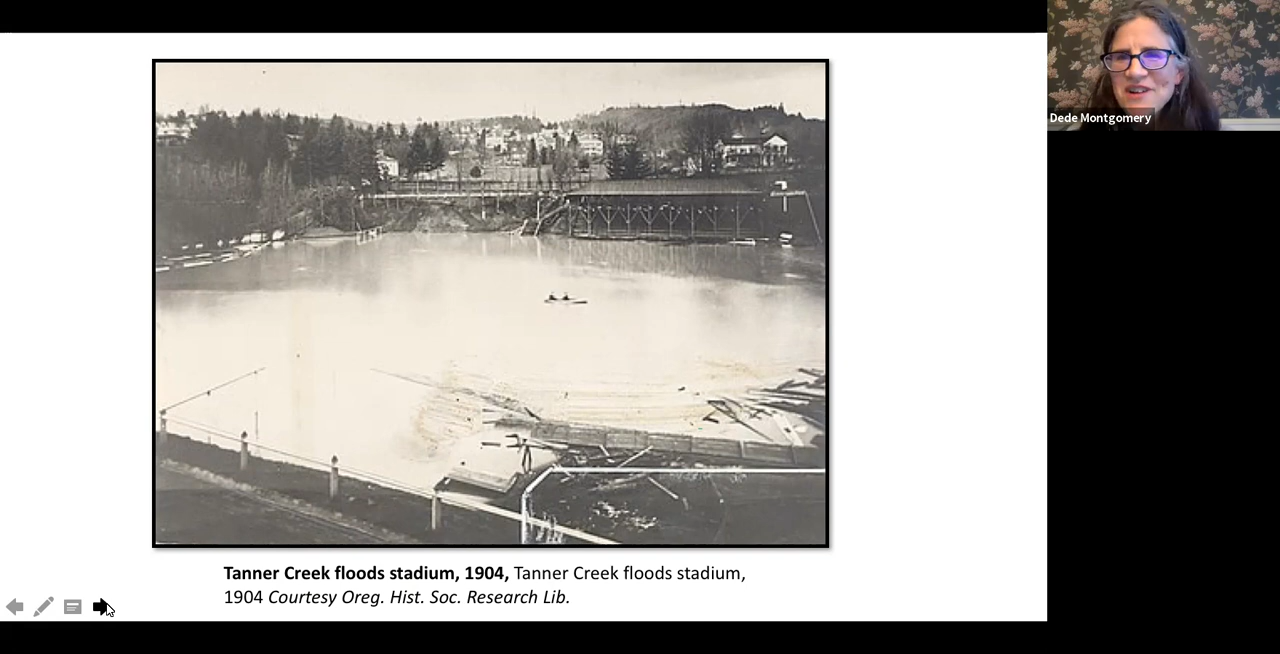 Dede Montgomery
Tanner Creek floods stadium, 1904, Tanner Creek floods stadium,
1904 Courtesy Oreg. Hist. Soc. Research Lib.